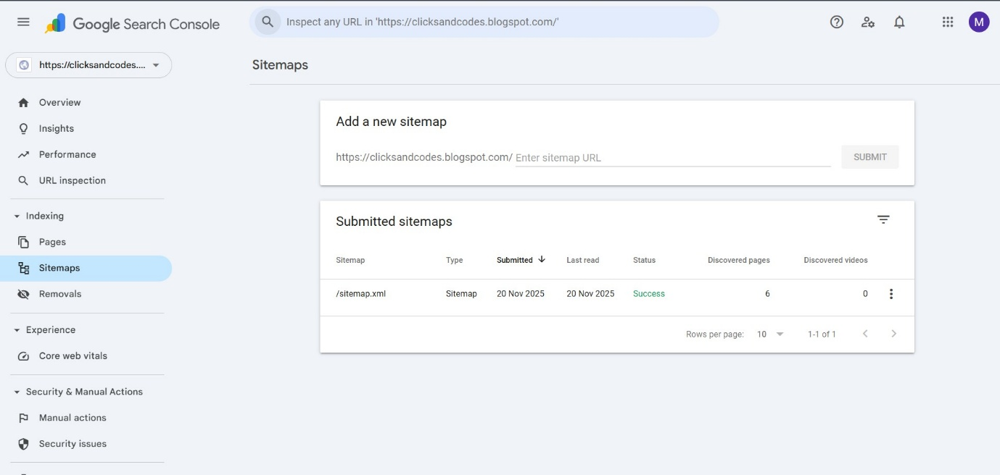 Google Search Console
Inspect any URL in 'https://clicksandcodes.blogspot.com/'
M
https://clicksandcodes....
Sitemaps
Overview
Insights
Performance
URL inspection
Indexing
Pages
Sitemaps
Removals
Experience
Core web vitals
Security & Manual Actions
Manual actions
Security issues
Add a new sitemap
https://clicksandcodes.blogspot.com/ Enter sitemap URL SUBMIT
Submitted sitemaps
Sitemap Type Submitted Last read Status Discovered pages Discovered videos
/sitemap.xml Sitemap 20 Nov 2025 20 Nov 2025 Success 6 0
Rows per page: 10 1-1 of 1